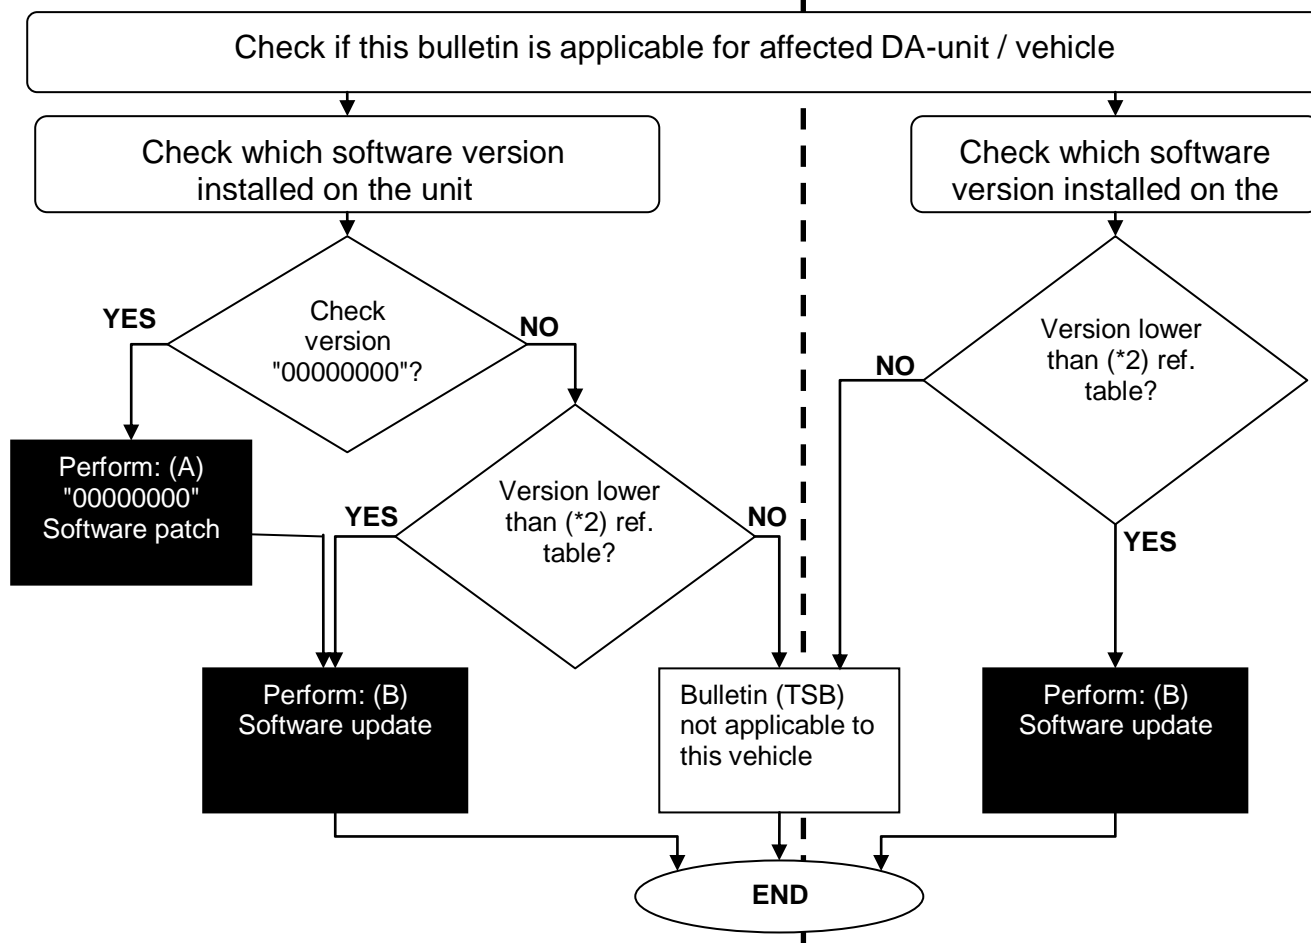 Check if this bulletin is applicable for affected DA-unit / vehicle
Check which software version
installed on the unit
Check which software
version installed on the
YES
Check
version
"00000000"?
NO
NO
Version lower
than (*2) ref.
table?
Perform: (A)
"00000000"
Software patch
YES
Version lower
than (*2) ref.
table?
NO
YES
Perform: (B)
Software update
Bulletin (TSB)
not applicable to
this vehicle
Perform: (B)
Software update
END